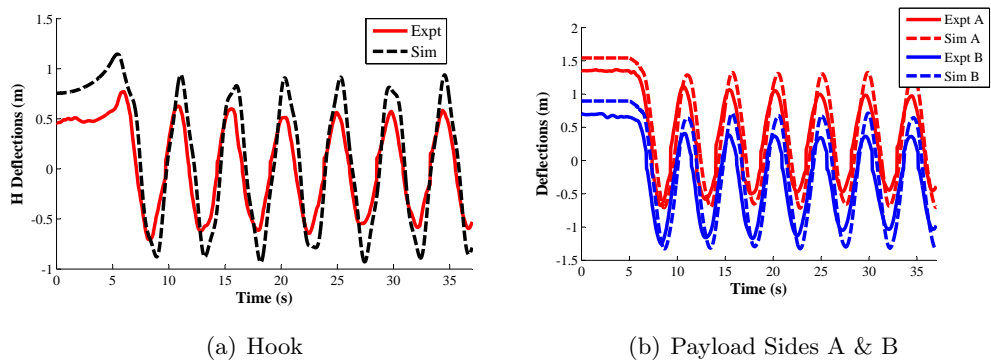 1.5
1
0.5
0
-0.5
-1
H Deflections (m)
0 5 10 15 20 25 30 35
Time (s)
Expt
Sim
(a) Hook
2
1.5
1
0.5
0
-0.5
-1
-1.5
Deflections (m)
0 5 10 15 20 25 30 35
Time (s)
Expt A
Sim A
Expt B
Sim B
(b) Payload Sides A & B